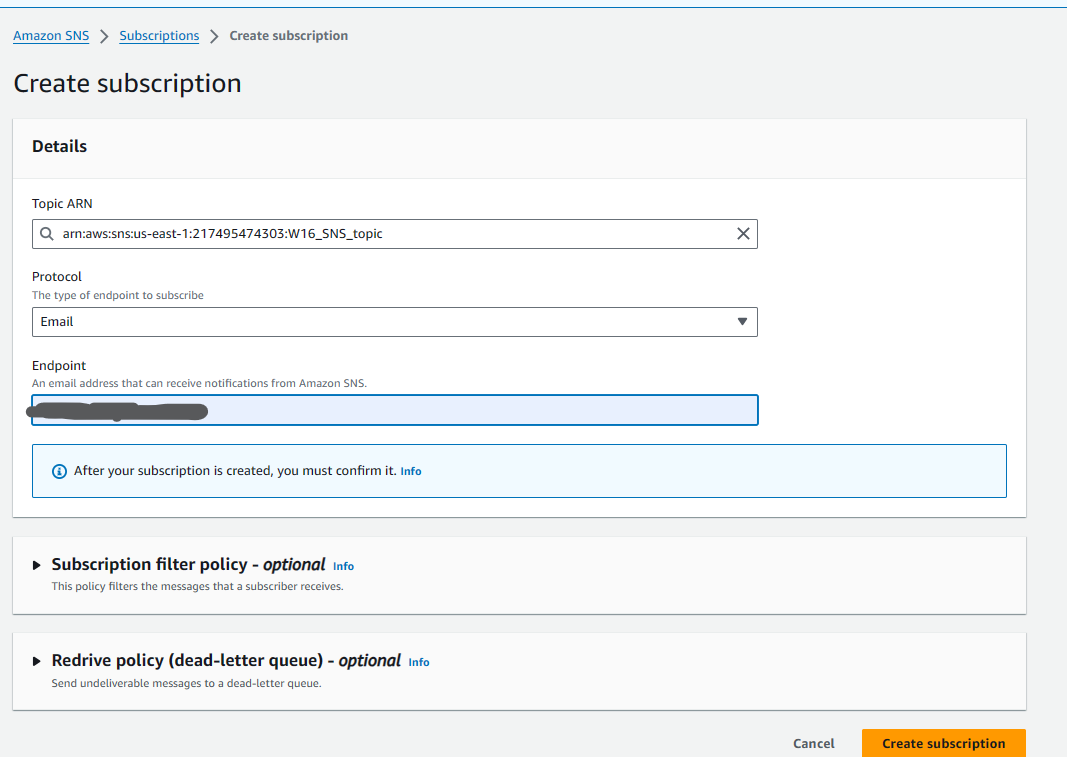 Amazon SNS > Subscriptions > Create subscription
Create subscription
Details
Topic ARN
arn:aws:sns:us-east-1:217495474303:W16_SNS_topic
Protocol
The type of endpoint to subscribe
Email
Endpoint
An email address that can receive notifications from Amazon SNS.
After your subscription is created, you must confirm it. Info
Subscription filter policy - optional Info
This policy filters the messages that a subscriber receives.
Redrive policy (dead-letter queue) - optional Info
Send undeliverable messages to a dead-letter queue.
Cancel Create subscription